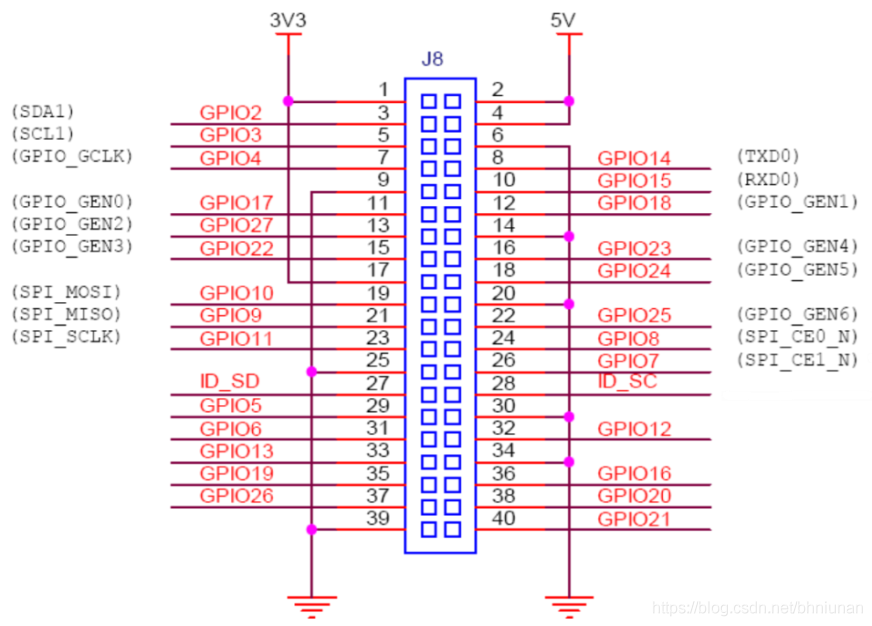 3V3 5V
J8
1 2
(SDA1) GPIO2 3 4
(SCL1) GPIO3 5 6
(GPIO_GCLK) GPIO4 7 8 GPIO14 (TXD0)
9 10 GPIO15 (RXD0)
(GPIO_GEN0) GPIO17 11 12 GPIO18 (GPIO_GEN1)
(GPIO_GEN2) GPIO27 13 14
(GPIO_GEN3) GPIO22 15 16 GPIO23 (GPIO_GEN4)
17 18 GPIO24 (GPIO_GEN5)
(SPI_MOSI) GPIO10 19 20
(SPI_MISO) GPIO9 21 22 GPIO25 (GPIO_GEN6)
(SPI_SCLK) GPIO11 23 24 GPIO8 (SPI_CE0_N)
25 26 GPIO7 (SPI_CE1_N)
ID_SD 27 28 ID_SC
GPIO5 29 30
GPIO6 31 32 GPIO12
GPIO13 33 34
GPIO19 35 36 GPIO16
GPIO26 37 38 GPIO20
39 40 GPIO21
https://blog.csdn.net/bhniunan